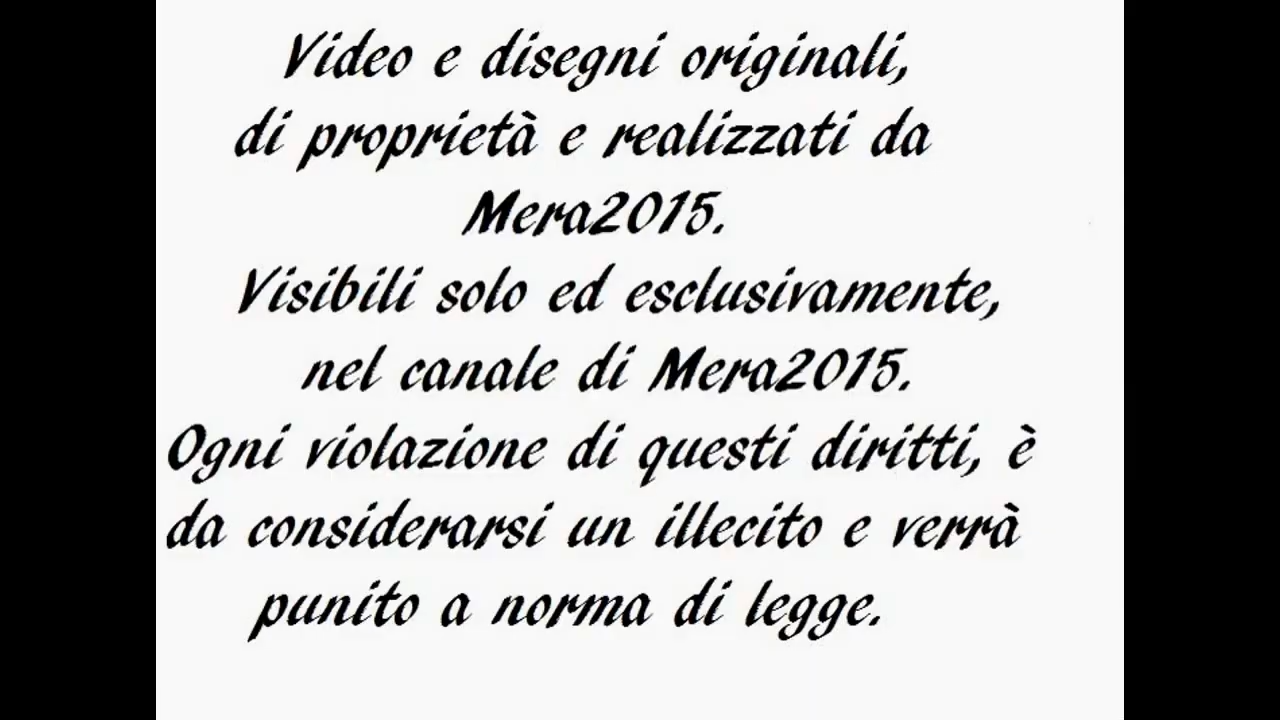 Video e disegni originali,
di proprietà e realizzati da
Mera2015.
Visibili solo ed esclusivamente,
nel canale di Mera2015.
Ogni violazione di questi diritti, è
da considerarsi un illecito e verrà
punito a norma di legge.